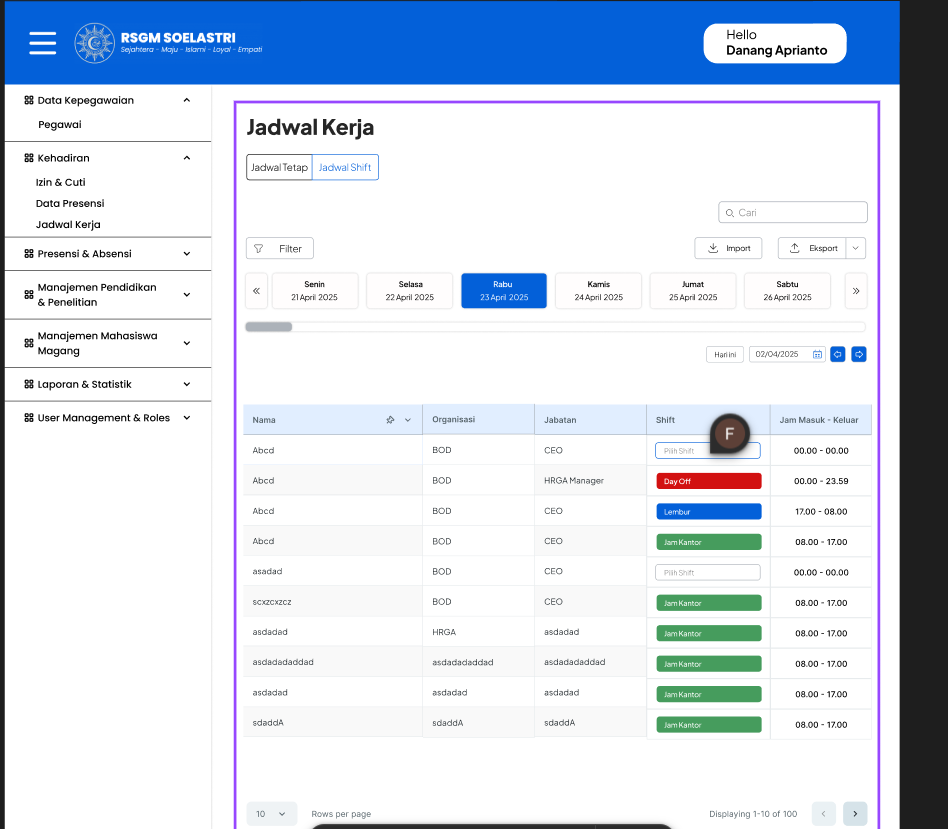 RSGM SOELASTRI
Sejahtera - Maju - Islami - Loyal - Empati
Hello
Danang Aprianto
Data Kepegawaian
Pegawai
Kehadiran
Izin & Cuti
Data Presensi
Jadwal Kerja
Presensi & Absensi
Manajemen Pendidikan
& Penelitian
Manajemen Mahasiswa
Magang
Laporan & Statistik
User Management & Roles
Jadwal Kerja
Jadwal Tetap Jadwal Shift
Cari
Filter Import Eksport
Senin Selasa Rabu Kamis Jumat Sabtu
21 April 2025 22 April 2025 23 April 2025 24 April 2025 25 April 2025 26 April 2025
Hari ini 02/04/2025
Nama Organisasi Jabatan Shift Jam Masuk - Keluar
F
Abcd BOD CEO Pilih Shift 00.00 - 00.00
Abcd BOD HRGA Manager Day Off 00.00 - 23.59
Abcd BOD CEO Lembur 17.00 - 08.00
Abcd BOD CEO Jam Kantor 08.00 - 17.00
asadad BOD CEO Pilih Shift 00.00 - 00.00
scxzcxzcz BOD CEO Jam Kantor 08.00 - 17.00
asdadad HRGA asdadad Jam Kantor 08.00 - 17.00
asdadadaddad asdadadaddad asdadadaddad Jam Kantor 08.00 - 17.00
asdadad asdadad asdadad Jam Kantor 08.00 - 17.00
sdaddA sdaddA sdaddA Jam Kantor 08.00 - 17.00
10 Rows per page Displaying 1-10 of 100